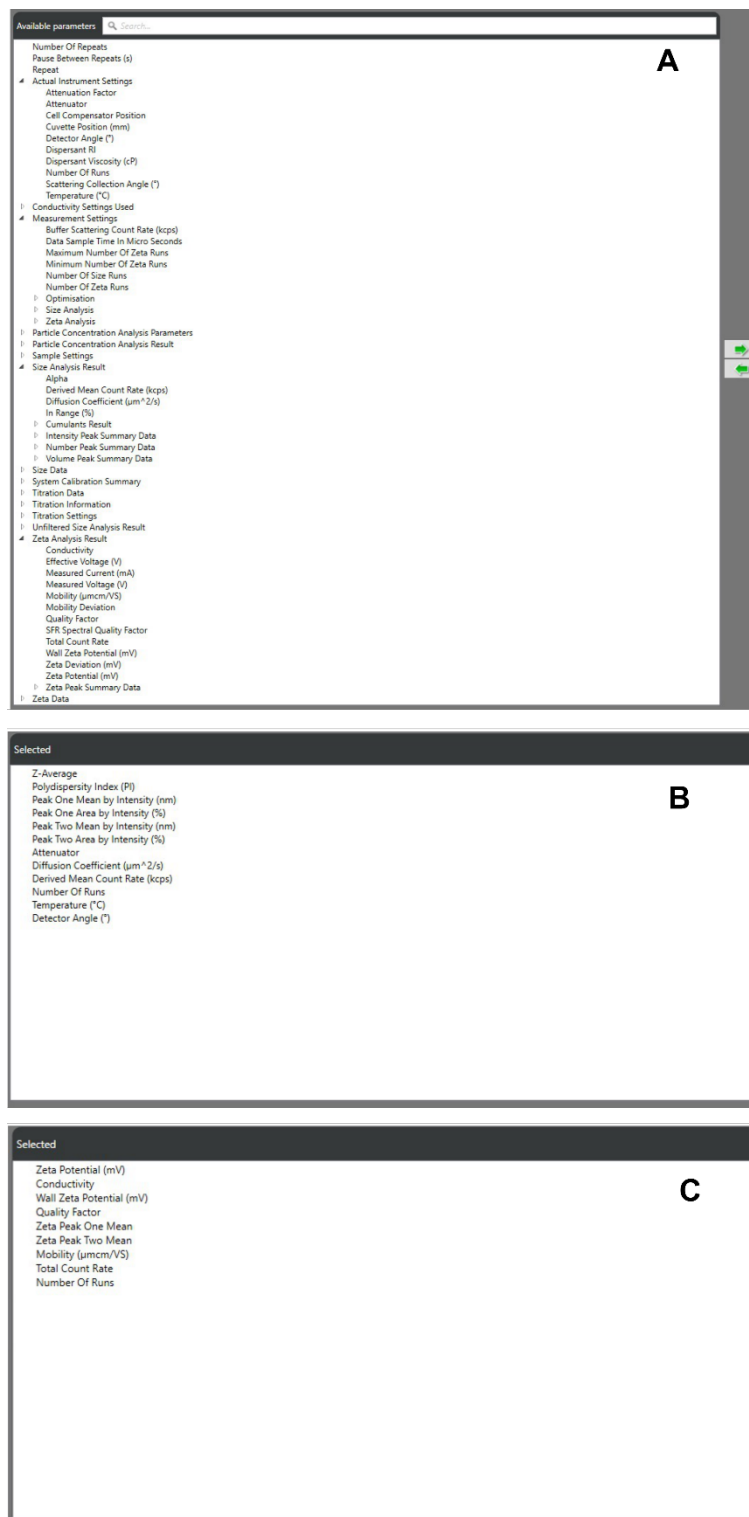 Available parameters Search...
A
Number Of Repeats
Pause Between Repeats (s)
Repeat
Actual Instrument Settings
Attenuation Factor
Attenuator
Cell Compensator Position
Cuvette Position (mm)
Detector Angle (°)
Dispersant RI
Dispersant Viscosity (cP)
Number Of Runs
Scattering Collection Angle (°)
Temperature (°C)
Conductivity Settings Used
Measurement Settings
Buffer Scattering Count Rate (kcps)
Data Sample Time In Micro Seconds
Maximum Number Of Zeta Runs
Minimum Number Of Zeta Runs
Number Of Size Runs
Number Of Zeta Runs
Optimisation
Size Analysis
Zeta Analysis
Particle Concentration Analysis Parameters
Particle Concentration Analysis Result
Sample Settings
Size Analysis Result
Alpha
Derived Mean Count Rate (kcps)
Diffusion Coefficient (µm^2/s)
In Range (%)
Cumulants Result
Intensity Peak Summary Data
Number Peak Summary Data
Volume Peak Summary Data
Size Data
System Calibration Summary
Titration Data
Titration Information
Titration Settings
Unfiltered Size Analysis Result
Zeta Analysis Result
Conductivity
Effective Voltage (V)
Measured Current (mA)
Measured Voltage (V)
Mobility (µmcm/VS)
Mobility Deviation
Quality Factor
SFR Spectral Quality Factor
Total Count Rate
Wall Zeta Potential (mV)
Zeta Deviation (mV)
Zeta Potential (mV)
Zeta Peak Summary Data
Zeta Data
Selected
B
Z-Average
Polydispersity Index (PI)
Peak One Mean by Intensity (nm)
Peak One Area by Intensity (%)
Peak Two Mean by Intensity (nm)
Peak Two Area by Intensity (%)
Attenuator
Diffusion Coefficient (µm^2/s)
Derived Mean Count Rate (kcps)
Number Of Runs
Temperature (°C)
Detector Angle (°)
Selected
C
Zeta Potential (mV)
Conductivity
Wall Zeta Potential (mV)
Quality Factor
Zeta Peak One Mean
Zeta Peak Two Mean
Mobility (µmcm/VS)
Total Count Rate
Number Of Runs